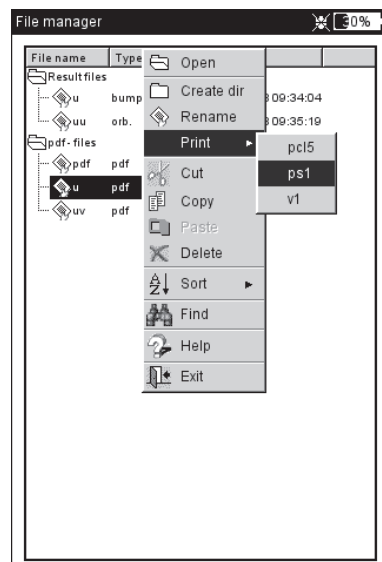 File manager 30%
File name Type
Result files
u bump 09:34:04
uu orb. 09:35:19
pdf-files
pdf pdf
u pdf
uv pdf
Open
Create dir
Rename
Print
Cut
Copy
Paste
Delete
Sort
Find
Help
Exit
pcl5
ps1
v1